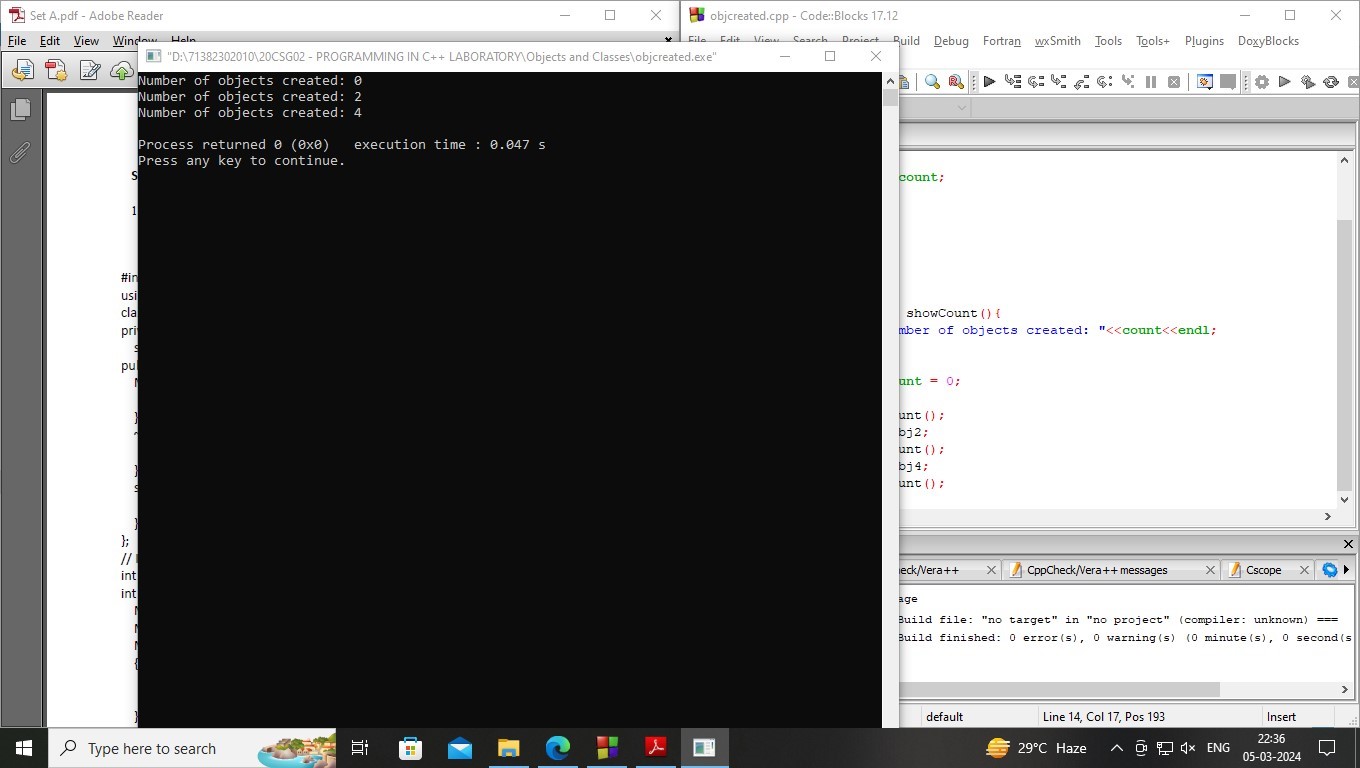 Set A.pdf - Adobe Reader
File Edit View Window Help
objcreated.cpp - Code::Blocks 17.12
File Edit View Search Project Build Debug Fortran wxSmith Tools Tools+ Plugins DoxyBlocks
"D:\71382302010\20CSG02 - PROGRAMMING IN C++ LABORATORY\Objects and Classes\objcreated.exe"
Number of objects created: 0
Number of objects created: 2
Number of objects created: 4
Process returned 0 (0x0)   execution time : 0.047 s
Press any key to continue.
S
1
#in
usi
cla
pri
s
pul
}
}
s
}
};
//
int
int
{
}
count;
showCount(){
mber of objects created: "<<count<<endl;
unt = 0;
unt();
bj2;
unt();
bj4;
unt();
eck/Vera++
CppCheck/Vera++ messages
Cscope
age
Build file: "no target" in "no project" (compiler: unknown) ===
Build finished: 0 error(s), 0 warning(s) (0 minute(s), 0 second(s
default
Line 14, Col 17, Pos 193
Insert
Type here to search
29°C Haze
ENG
22:36
05-03-2024